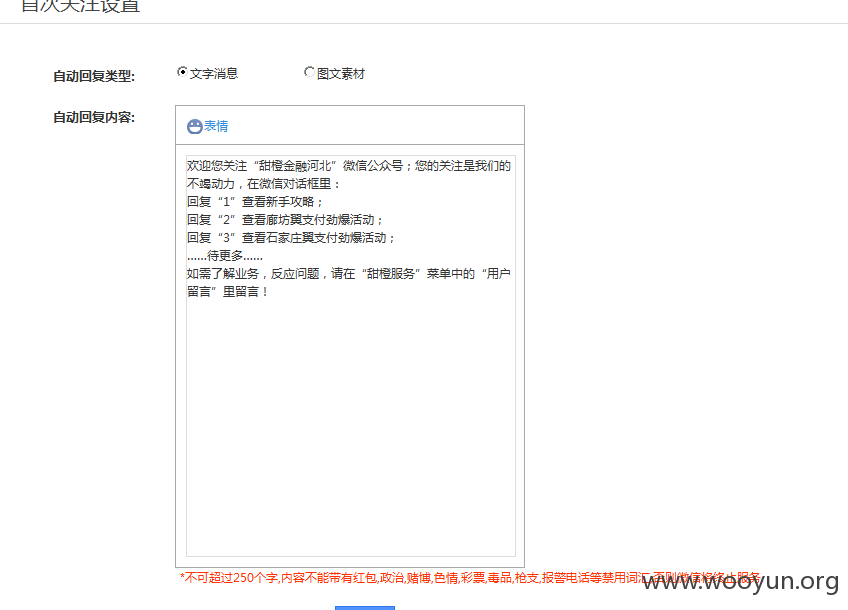 首次关注设置
自动回复类型:
文字消息
图文素材
自动回复内容:
表情
欢迎您关注“甜橙金融河北”微信公众号；您的关注是我们的
不竭动力，在微信对话框里：
回复“1”查看新手攻略；
回复“2”查看廊坊翼支付劲爆活动；
回复“3”查看石家庄翼支付劲爆活动；
……待更多……
如需了解业务，反应问题，请在“甜橙服务”菜单中的“用户
留言”里留言！
*不可超过250个字,内容不能带有红包,政治,赌博,色情,彩票,毒品,枪支,报警电话等禁用词汇,否则微信将终止服务
www.wooyun.org